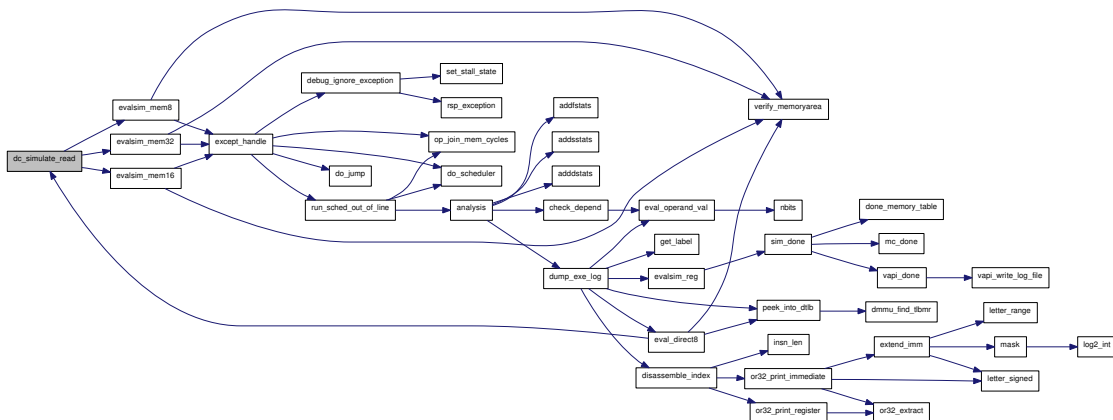 dc_simulate_read
evalsim_mem8
evalsim_mem32
evalsim_mem16
except_handle
debug_ignore_exception
set_stall_state
rsp_exception
op_join_mem_cycles
do_jump
do_scheduler
run_sched_out_of_line
analysis
addfstats
addsstats
adddstats
check_depend
eval_operand_val
nbits
verify_memoryarea
dump_exe_log
get_label
evalsim_reg
sim_done
done_memory_table
mc_done
vapi_done
vapi_write_log_file
peek_into_dtlb
dmmu_find_tlbmr
eval_direct8
disassemble_index
insn_len
or32_print_immediate
or32_print_register
extend_imm
letter_range
mask
log2_int
letter_signed
or32_extract